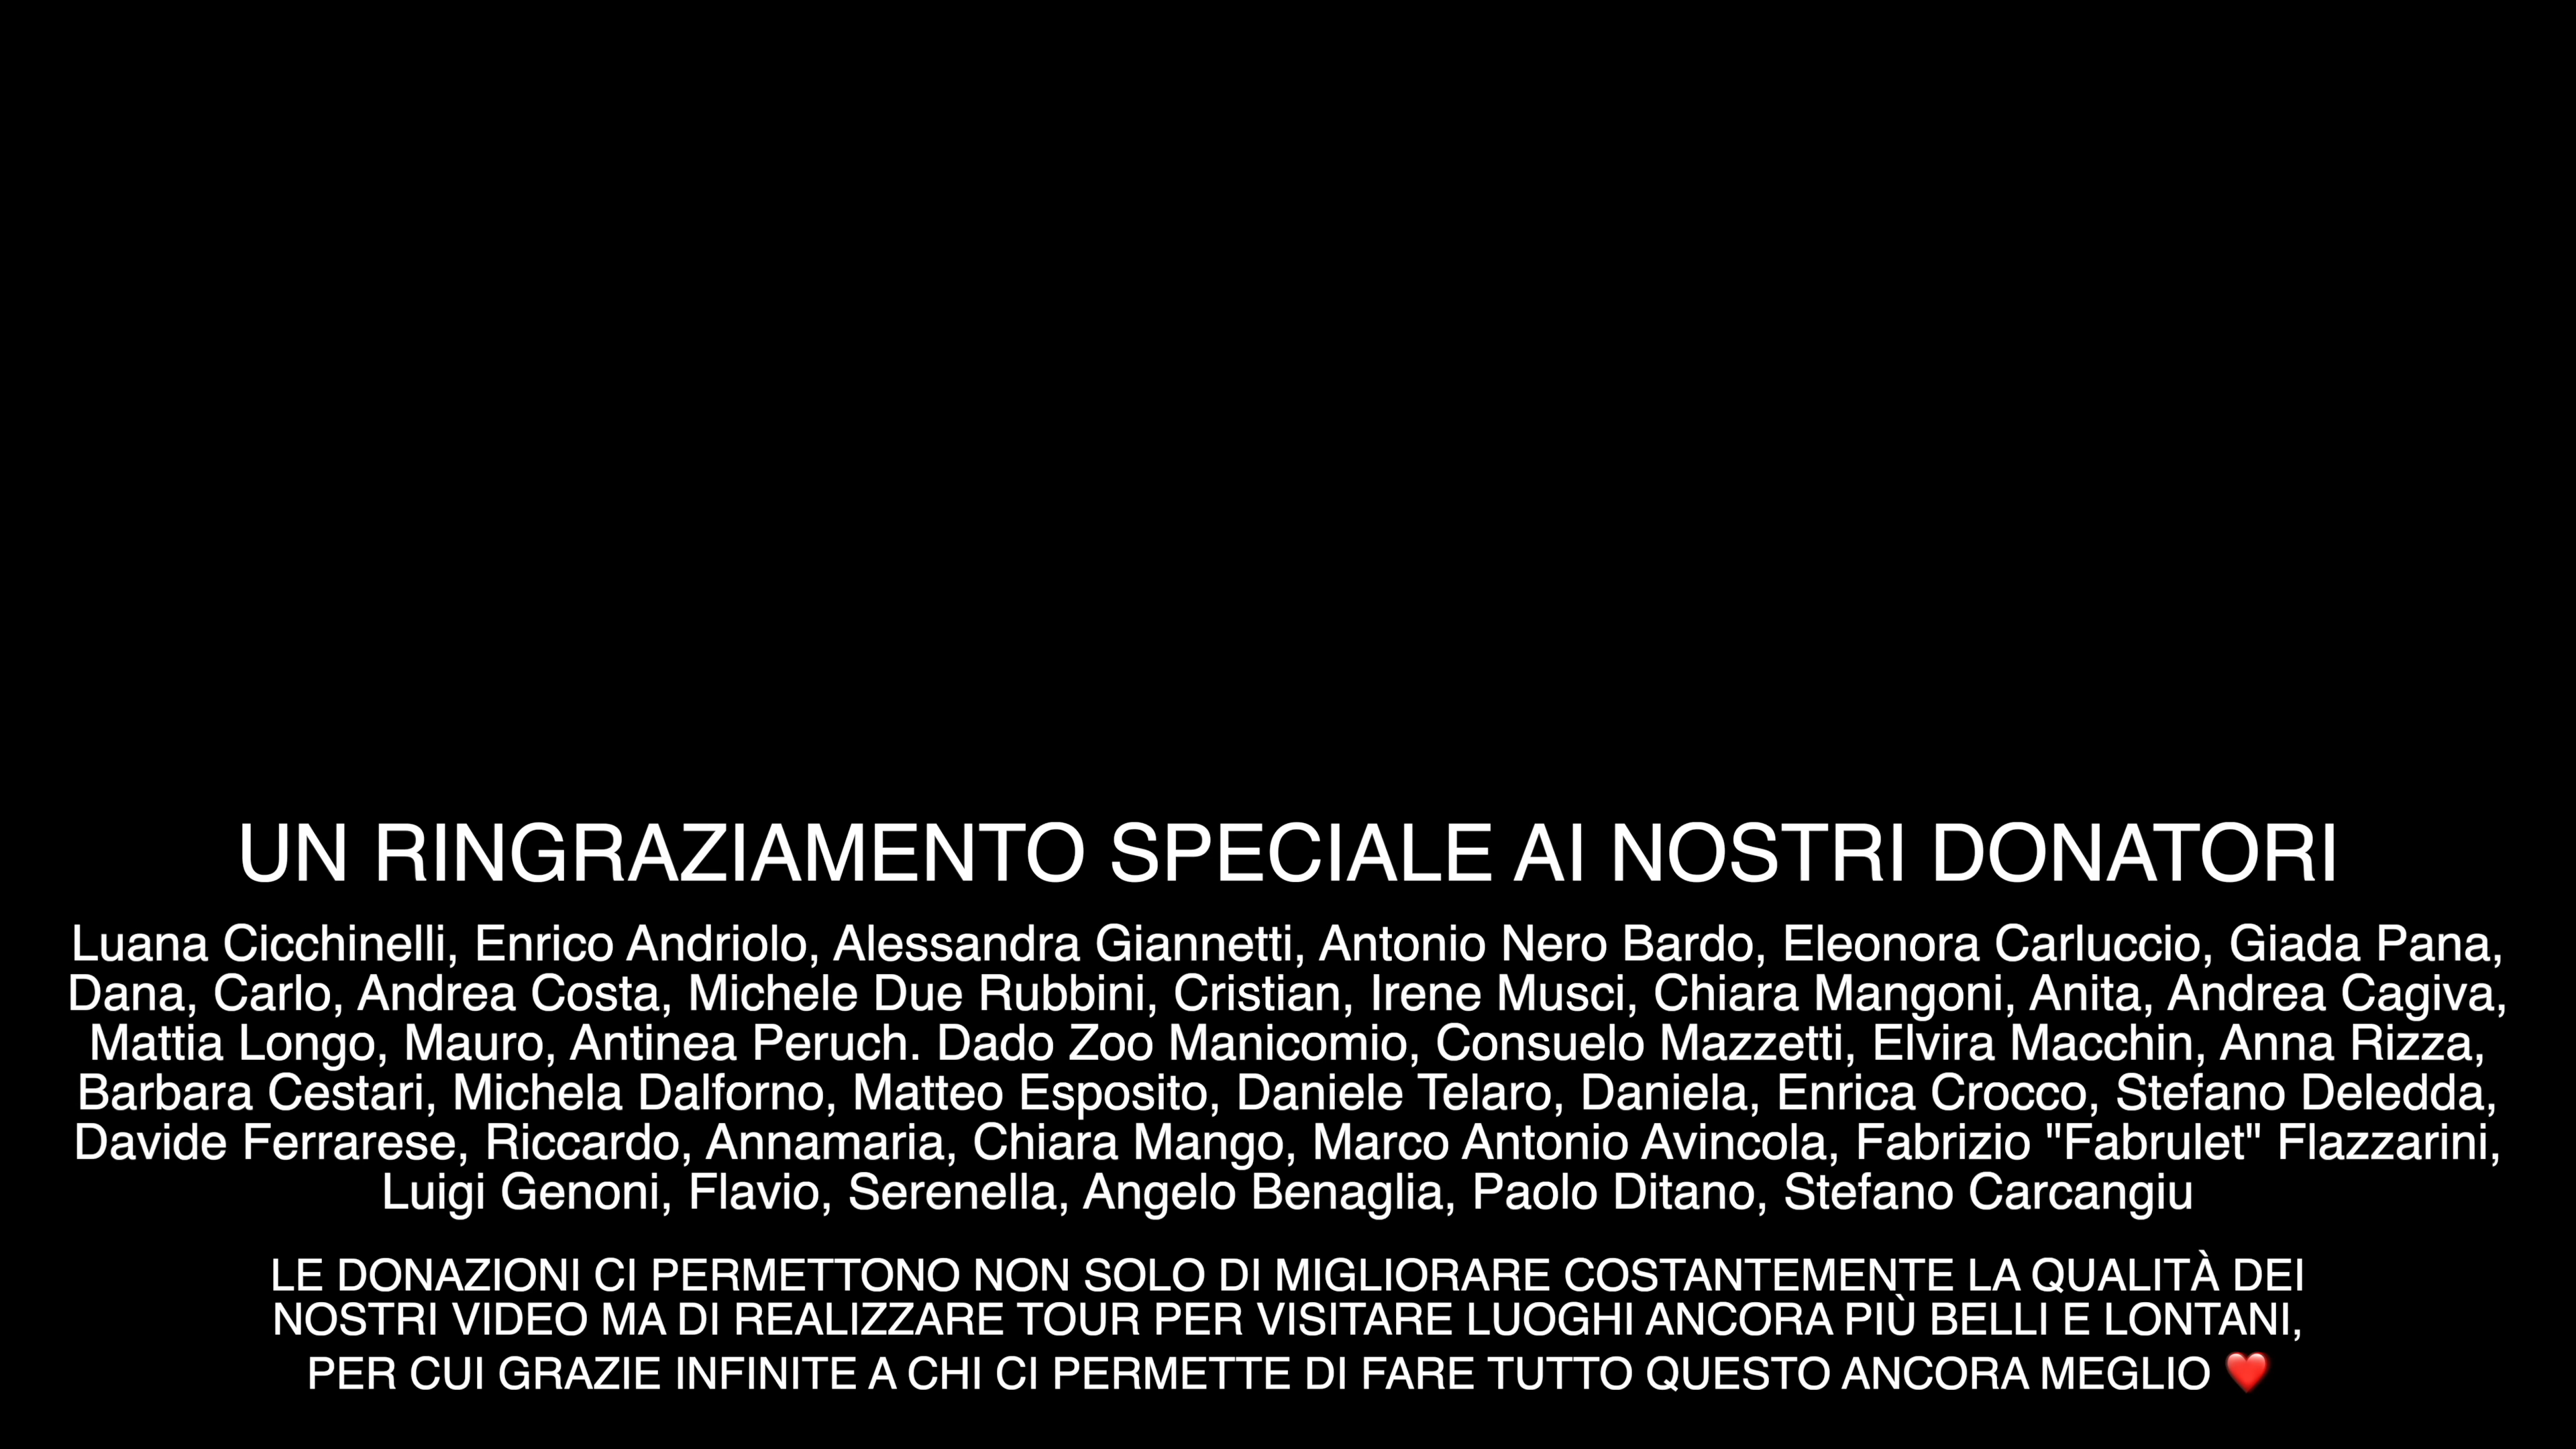 UN RINGRAZIAMENTO SPECIALE AI NOSTRI DONATORI
Luana Cicchinelli, Enrico Andriolo, Alessandra Giannetti, Antonio Nero Bardo, Eleonora Carluccio, Giada Pana,
Dana, Carlo, Andrea Costa, Michele Due Rubbini, Cristian, Irene Musci, Chiara Mangoni, Anita, Andrea Cagiva,
Mattia Longo, Mauro, Antinea Peruch. Dado Zoo Manicomio, Consuelo Mazzetti, Elvira Macchin, Anna Rizza,
Barbara Cestari, Michela Dalforno, Matteo Esposito, Daniele Telaro, Daniela, Enrica Crocco, Stefano Deledda,
Davide Ferrarese, Riccardo, Annamaria, Chiara Mango, Marco Antonio Avincola, Fabrizio "Fabrulet" Flazzarini,
Luigi Genoni, Flavio, Serenella, Angelo Benaglia, Paolo Ditano, Stefano Carcangiu
LE DONAZIONI CI PERMETTONO NON SOLO DI MIGLIORARE COSTANTEMENTE LA QUALITÀ DEI
NOSTRI VIDEO MA DI REALIZZARE TOUR PER VISITARE LUOGHI ANCORA PIÙ BELLI E LONTANI,
PER CUI GRAZIE INFINITE A CHI CI PERMETTE DI FARE TUTTO QUESTO ANCORA MEGLIO ❤️